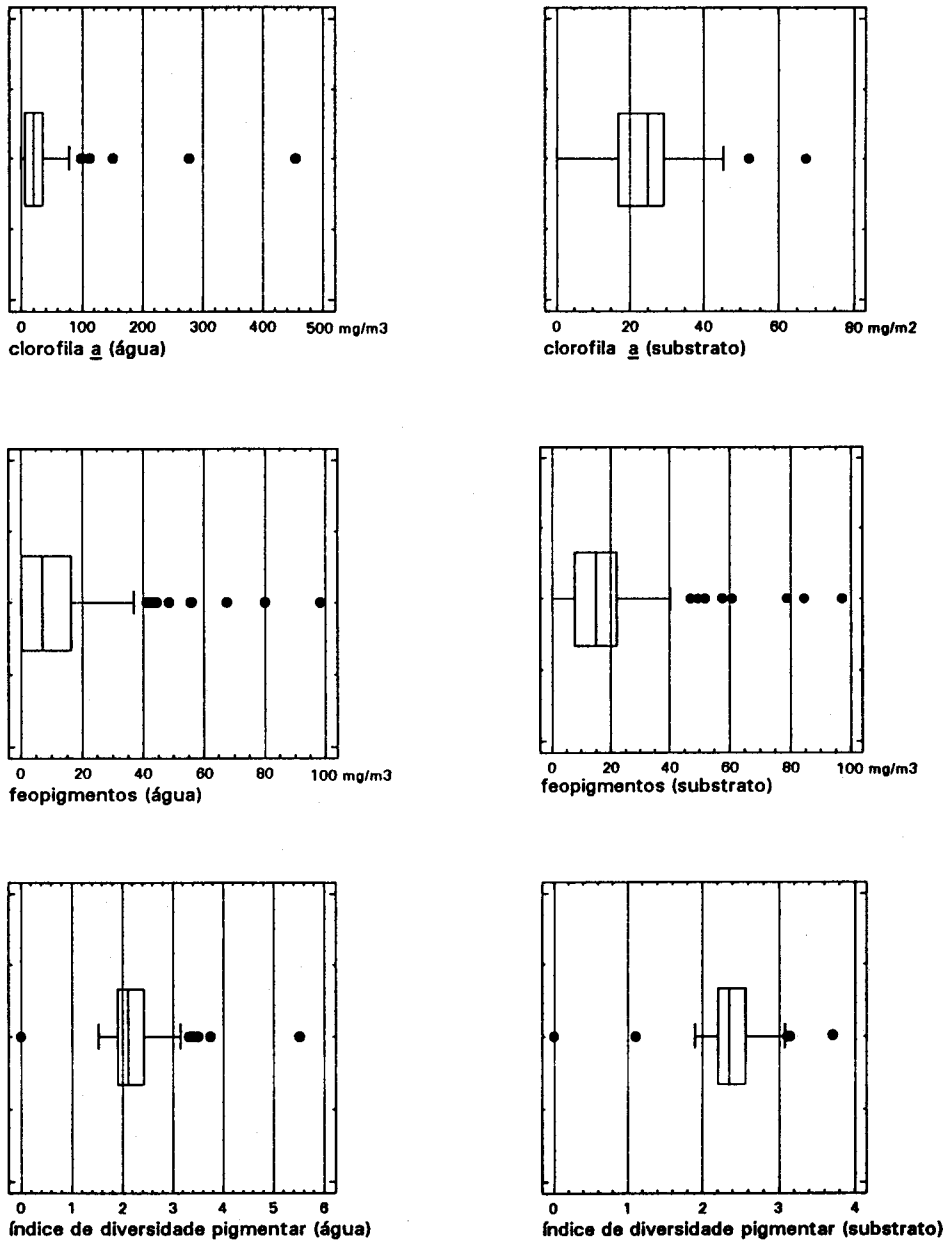 0 100 200 300 400 500 mg/m3
clorofila a (água)
0 20 40 60 80 mg/m2
clorofila a (substrato)
0 20 40 60 80 100 mg/m3
feopigmentos (água)
0 20 40 60 80 100 mg/m3
feopigmentos (substrato)
0 1 2 3 4 5 6
índice de diversidade pigmentar (água)
0 1 2 3 4
índice de diversidade pigmentar (substrato)